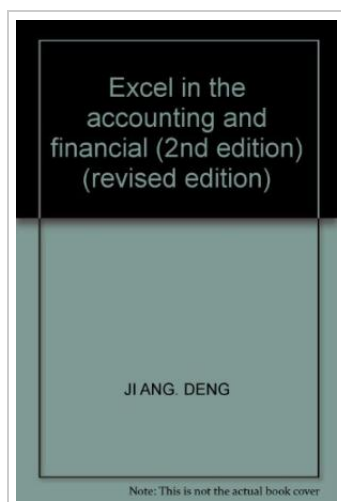 Excel in the
accounting and
financial (2nd edition)
(revised edition)
JI ANG. DENG
Note: This is not the actual book cover